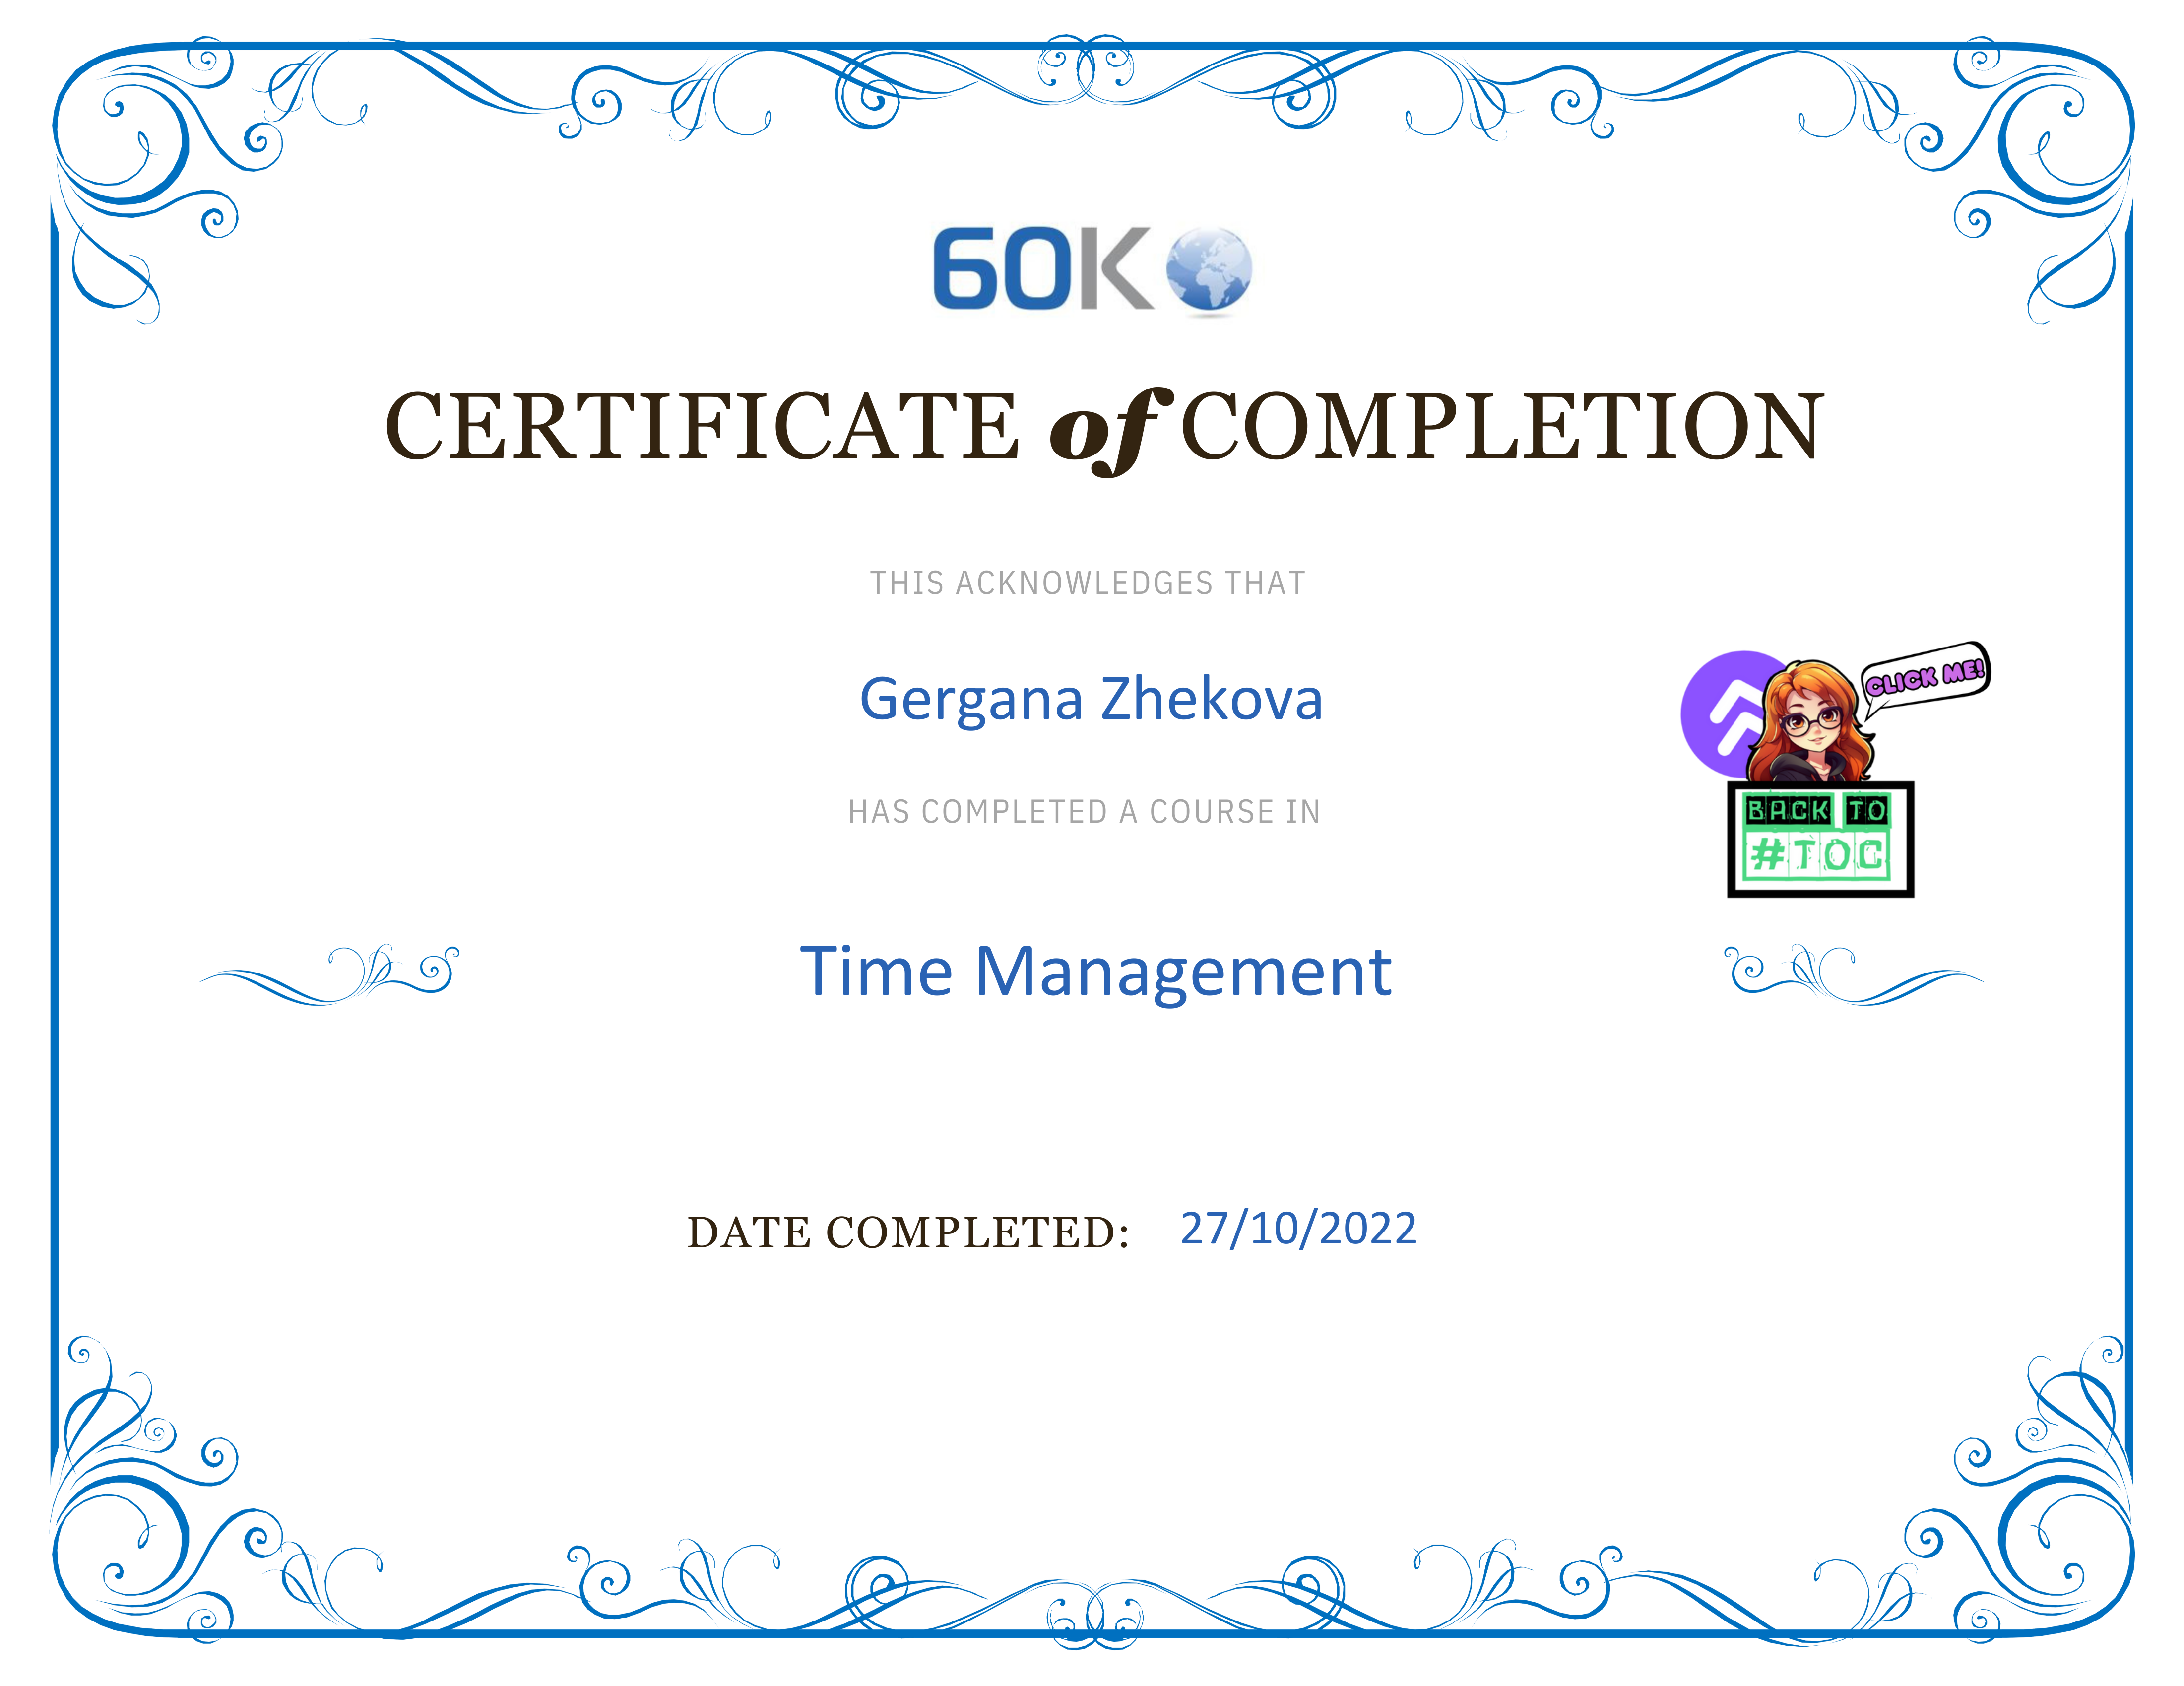 60K
CERTIFICATE of COMPLETION
THIS ACKNOWLEDGES THAT
Gergana Zhekova
CLICK ME!
HAS COMPLETED A COURSE IN
BACK TO
#TOC
Time Management
DATE COMPLETED: 27/10/2022